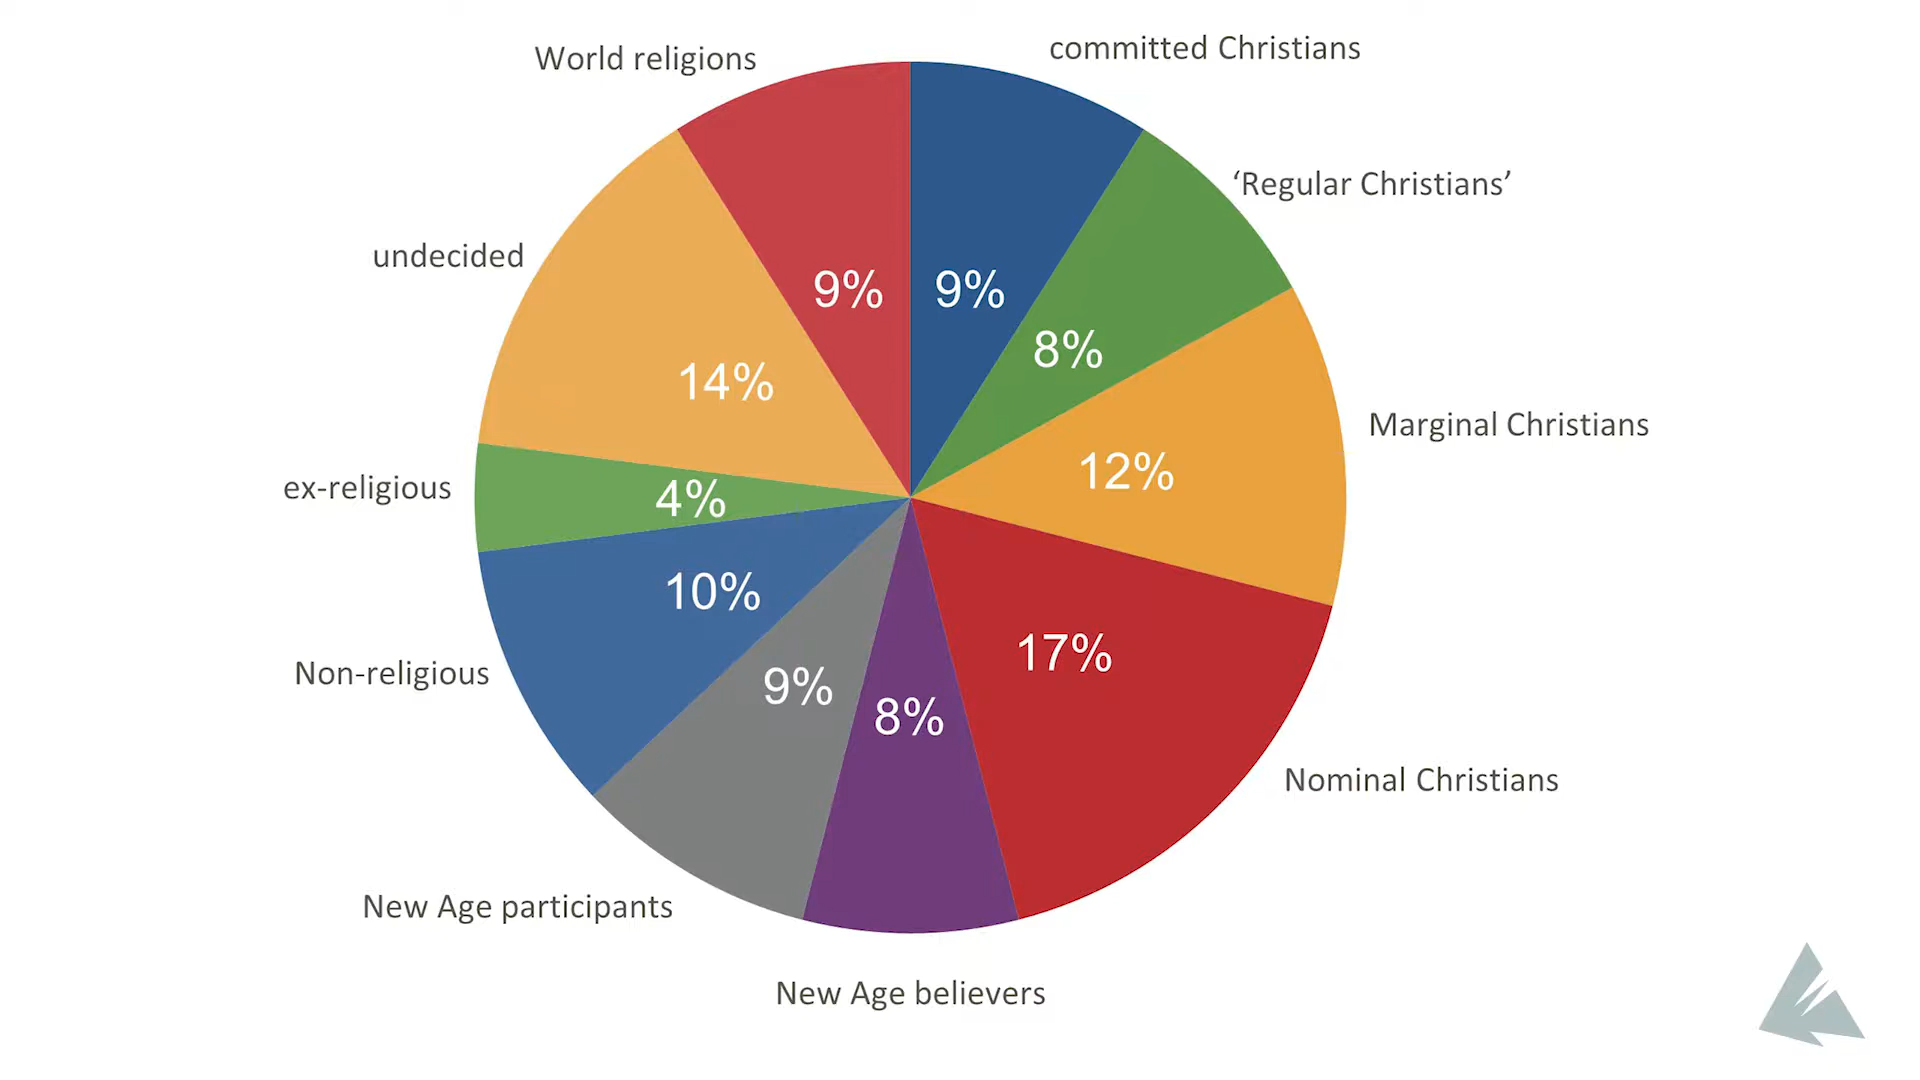 World religions
committed Christians
‘Regular Christians’
undecided
9%
9%
8%
14%
Marginal Christians
12%
ex-religious
4%
10%
17%
Non-religious
9%
8%
Nominal Christians
New Age participants
New Age believers